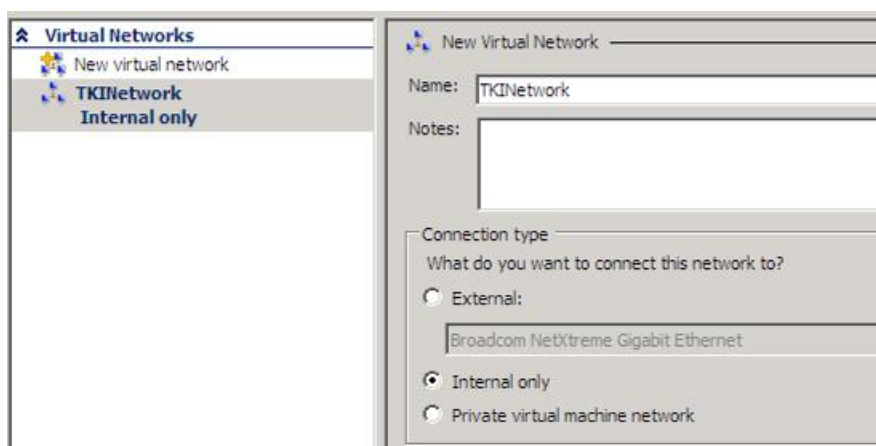 Virtual Networks
New virtual network
TKINetwork
Internal only
New Virtual Network
Name: TKINetwork
Notes:
Connection type
What do you want to connect this network to?
External:
Broadcom NetXtreme Gigabit Ethernet
Internal only
Private virtual machine network